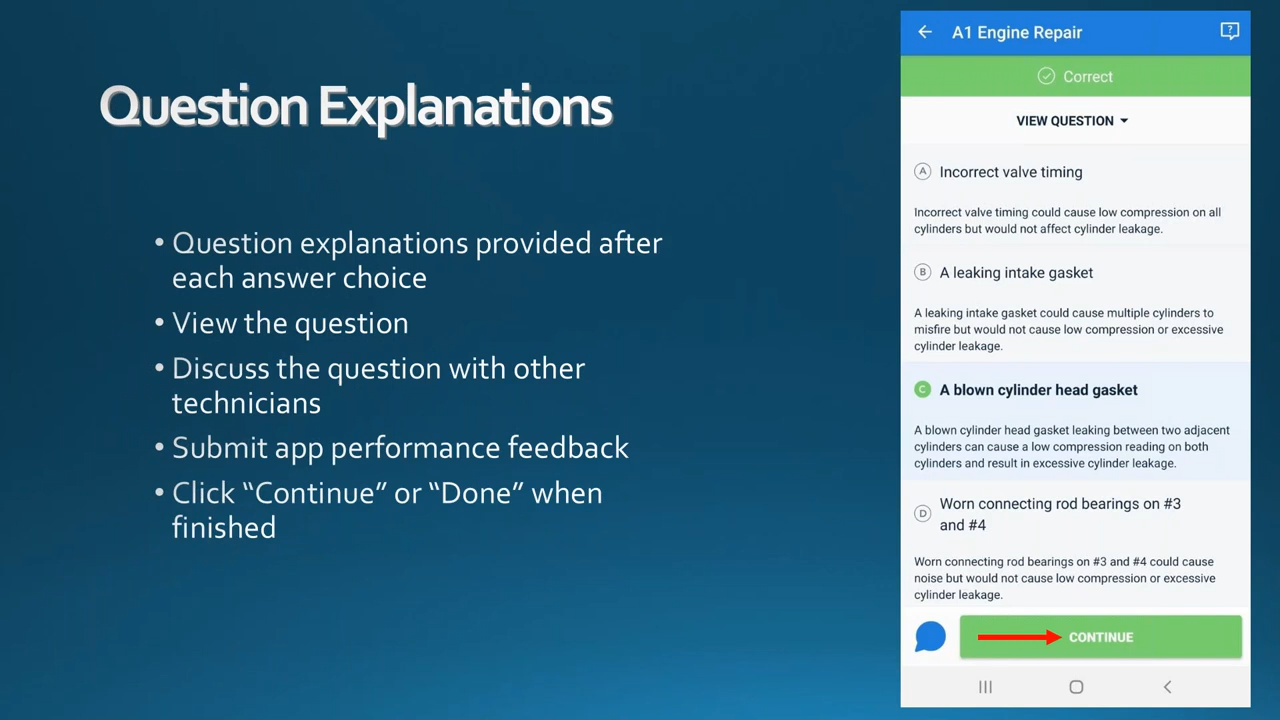 Question Explanations
• Question explanations provided after
each answer choice
• View the question
• Discuss the question with other
technicians
• Submit app performance feedback
• Click “Continue” or “Done” when
finished
A1 Engine Repair
?
Correct
VIEW QUESTION
A Incorrect valve timing
Incorrect valve timing could cause low compression on all
cylinders but would not affect cylinder leakage.
B A leaking intake gasket
A leaking intake gasket could cause multiple cylinders to
misfire but would not cause low compression or excessive
cylinder leakage.
C A blown cylinder head gasket
A blown cylinder head gasket leaking between two adjacent
cylinders can cause a low compression reading on both
cylinders and result in excessive cylinder leakage.
D Worn connecting rod bearings on #3
and #4
Worn connecting rod bearings on #3 and #4 could cause
noise but would not cause low compression or excessive
cylinder leakage.
CONTINUE